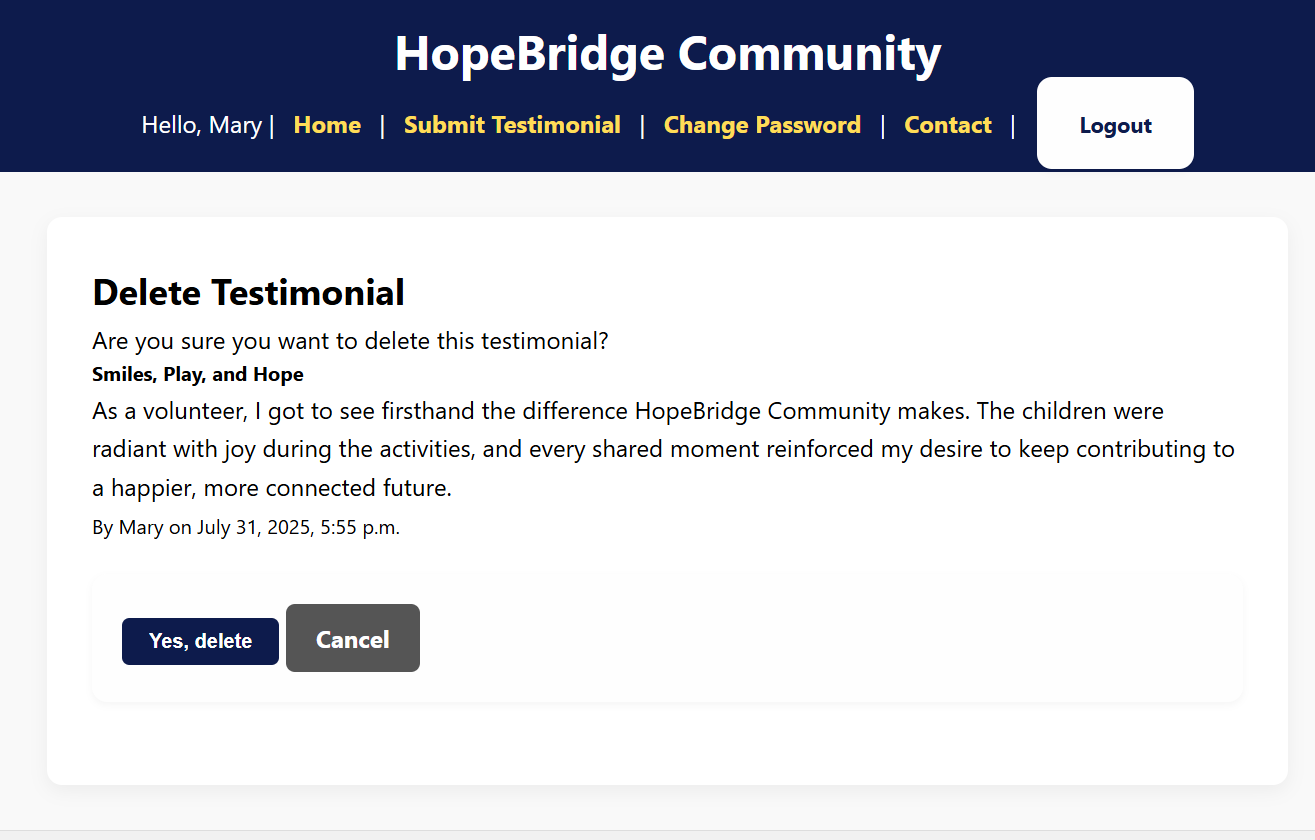 HopeBridge Community
Hello, Mary | Home | Submit Testimonial | Change Password | Contact | Logout
Delete Testimonial
Are you sure you want to delete this testimonial?
Smiles, Play, and Hope
As a volunteer, I got to see firsthand the difference HopeBridge Community makes. The children were
radiant with joy during the activities, and every shared moment reinforced my desire to keep contributing to
a happier, more connected future.
By Mary on July 31, 2025, 5:55 p.m.
Yes, delete Cancel